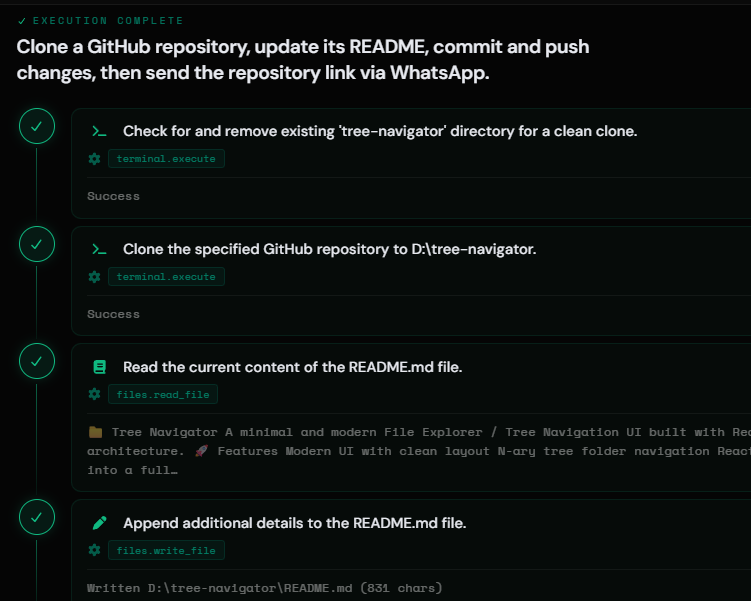 ✓ EXECUTION COMPLETE
Clone a GitHub repository, update its README, commit and push
changes, then send the repository link via WhatsApp.
Check for and remove existing 'tree-navigator' directory for a clean clone.
terminal.execute
Success
Clone the specified GitHub repository to D:\tree-navigator.
terminal.execute
Success
Read the current content of the README.md file.
files.read_file
📁 Tree Navigator A minimal and modern File Explorer / Tree Navigation UI built with
architecture. 🚀 Features Modern UI with clean layout N-ary tree folder navigation
into a full…
Append additional details to the README.md file.
files.write_file
Written D:\tree-navigator\README.md (831 chars)